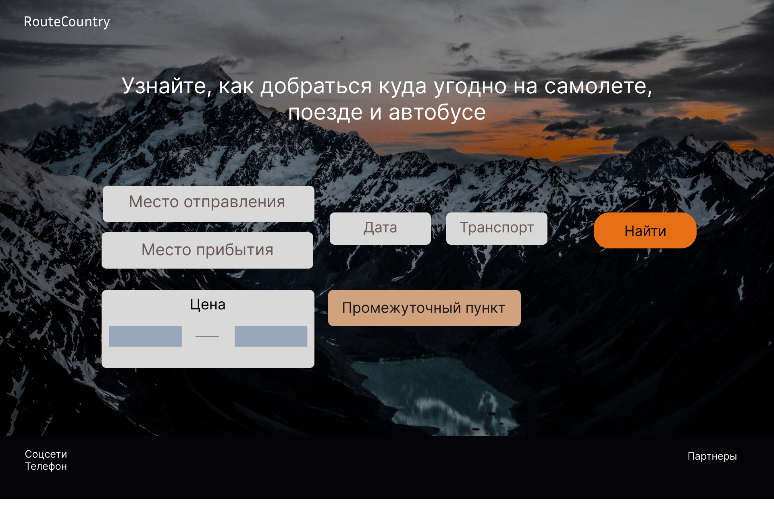 RouteCountry
Узнайте, как добраться куда угодно на самолете,
поезде и автобусе
Место отправления
Место прибытия
Дата
Транспорт
Найти
Цена
Промежуточный пункт
Соцсети
Телефон
Партнеры